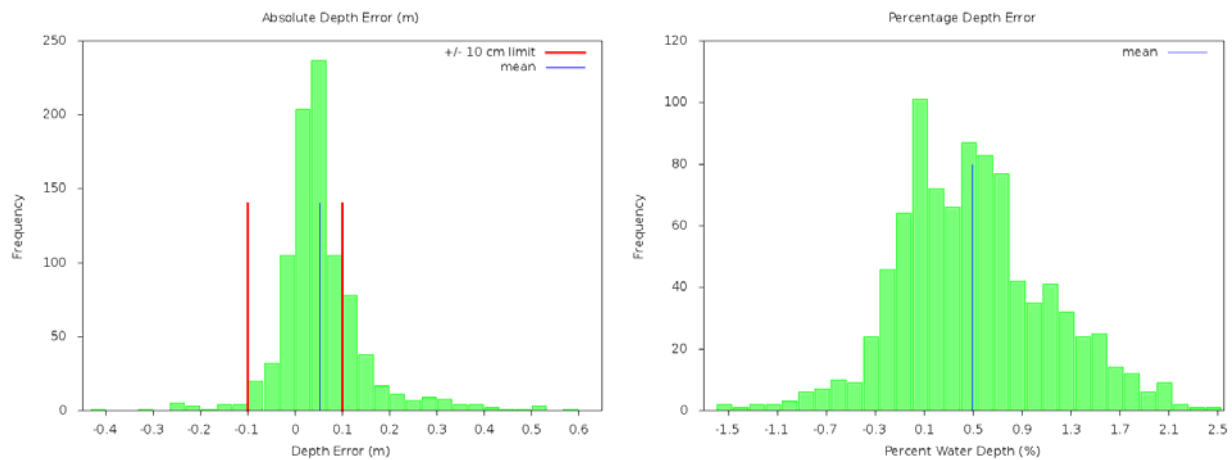 Absolute Depth Error (m)
250
200
150
100
50
0
Frequency
+/- 10 cm limit
mean
-0.4 -0.3 -0.2 -0.1 0 0.1 0.2 0.3 0.4 0.5 0.6
Depth Error (m)
Percentage Depth Error
120
100
80
60
40
20
0
Frequency
mean
-1.5 -1.1 -0.7 -0.3 0.1 0.5 0.9 1.3 1.7 2.1 2.5
Percent Water Depth (%)